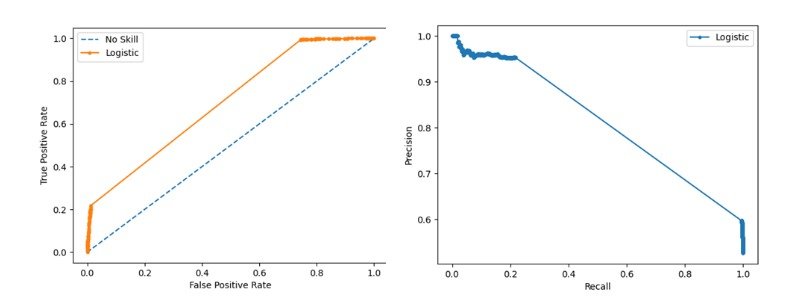 No Skill
Logistic
True Positive Rate
1.0
0.8
0.6
0.4
0.2
0.0
0.0 0.2 0.4 0.6 0.8 1.0
False Positive Rate
Logistic
Precision
1.0
0.9
0.8
0.7
0.6
0.0 0.2 0.4 0.6 0.8 1.0
Recall